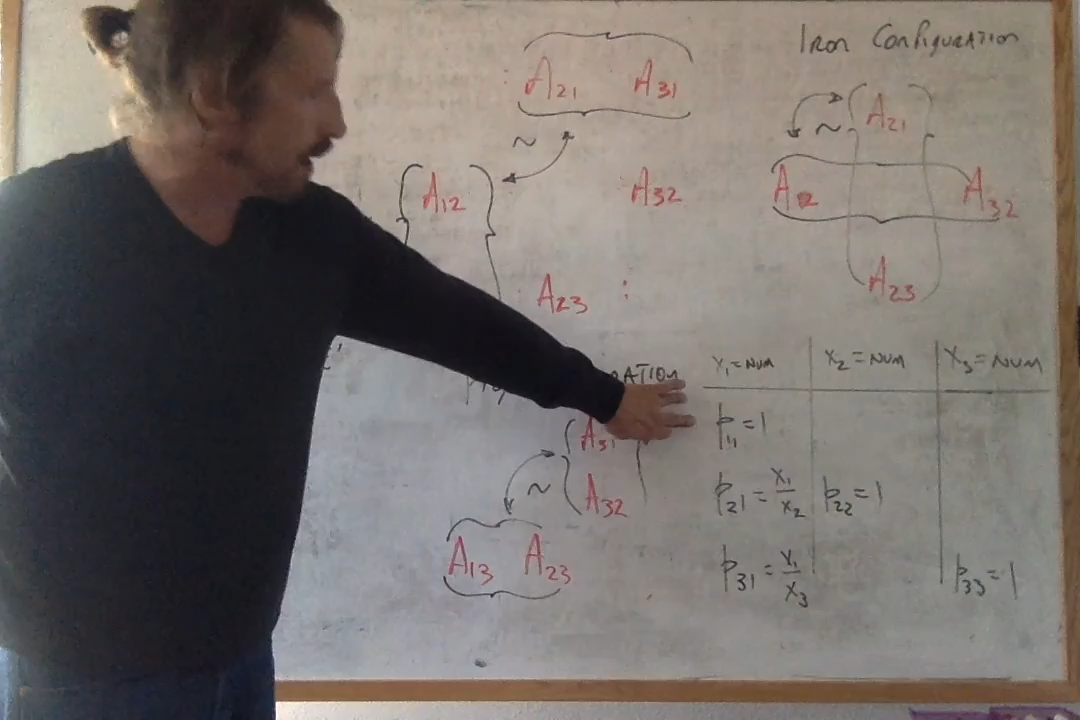 Iron Configuration
: A21 A31
~
A12 A32
A23 :
A21
~
A12 A32
A23
ATION
A31
~ A32
A13 A23
x1 = NUM x2 = NUM x3 = NUM
p11 = 1
p21 = x1/x2 p22 = 1
p31 = x1/x3 p33 = 1